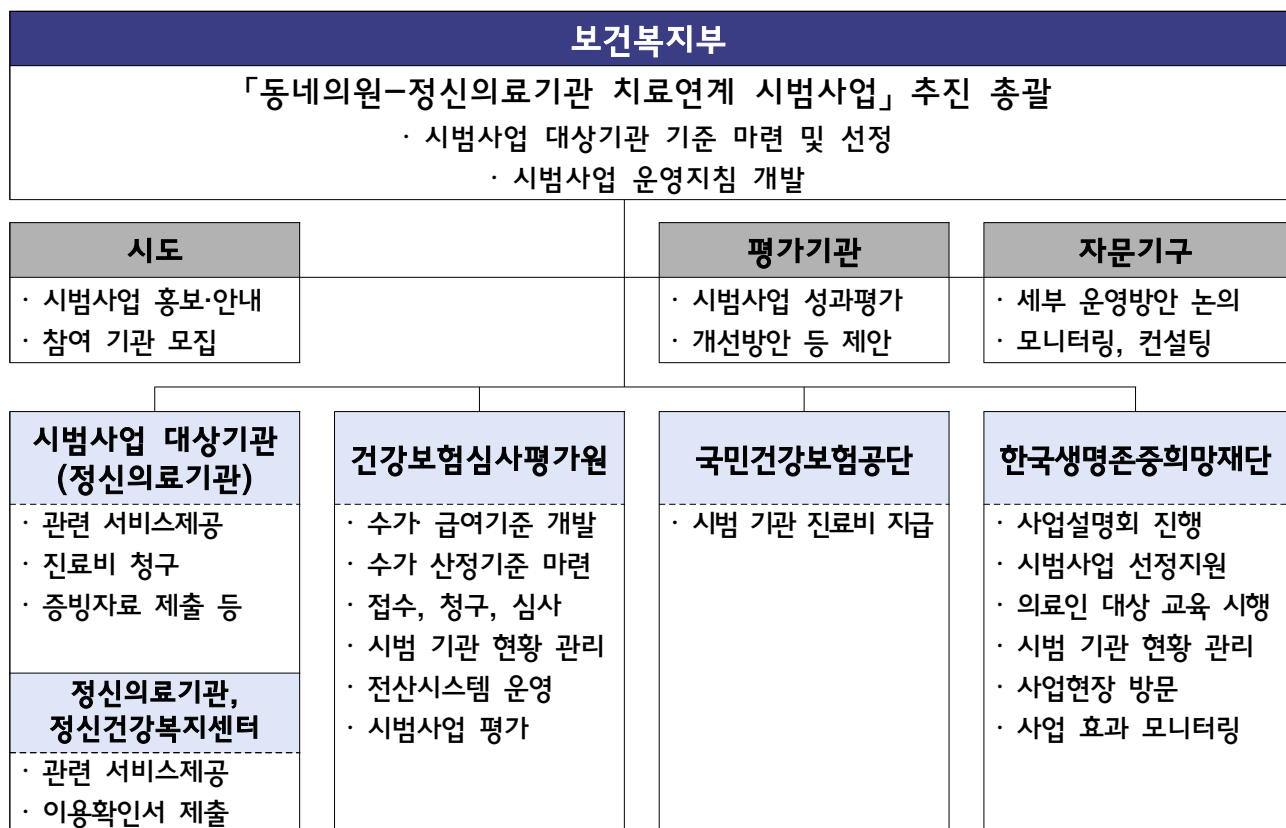 보건복지부
「동네의원-정신의료기관 치료연계 시범사업」 추진 총괄
· 시범사업 대상기관 기준 마련 및 선정
· 시범사업 운영지침 개발
시도
· 시범사업 홍보·안내
· 참여 기관 모집
평가기관
· 시범사업 성과평가
· 개선방안 등 제안
자문기구
· 세부 운영방안 논의
· 모니터링, 컨설팅
시범사업 대상기관
(정신의료기관)
· 관련 서비스제공
· 진료비 청구
· 증빙자료 제출 등
정신의료기관,
정신건강복지센터
· 관련 서비스제공
· 이용확인서 제출
건강보험심사평가원
· 수가 급여기준 개발
· 수가 산정기준 마련
· 접수, 청구, 심사
· 시범 기관 현황 관리
· 전산시스템 운영
· 시범사업 평가
국민건강보험공단
· 시범 기관 진료비 지급
한국생명존중희망재단
· 사업설명회 진행
· 시범사업 선정지원
· 의료인 대상 교육 시행
· 시범 기관 현황 관리
· 사업현장 방문
· 사업 효과 모니터링